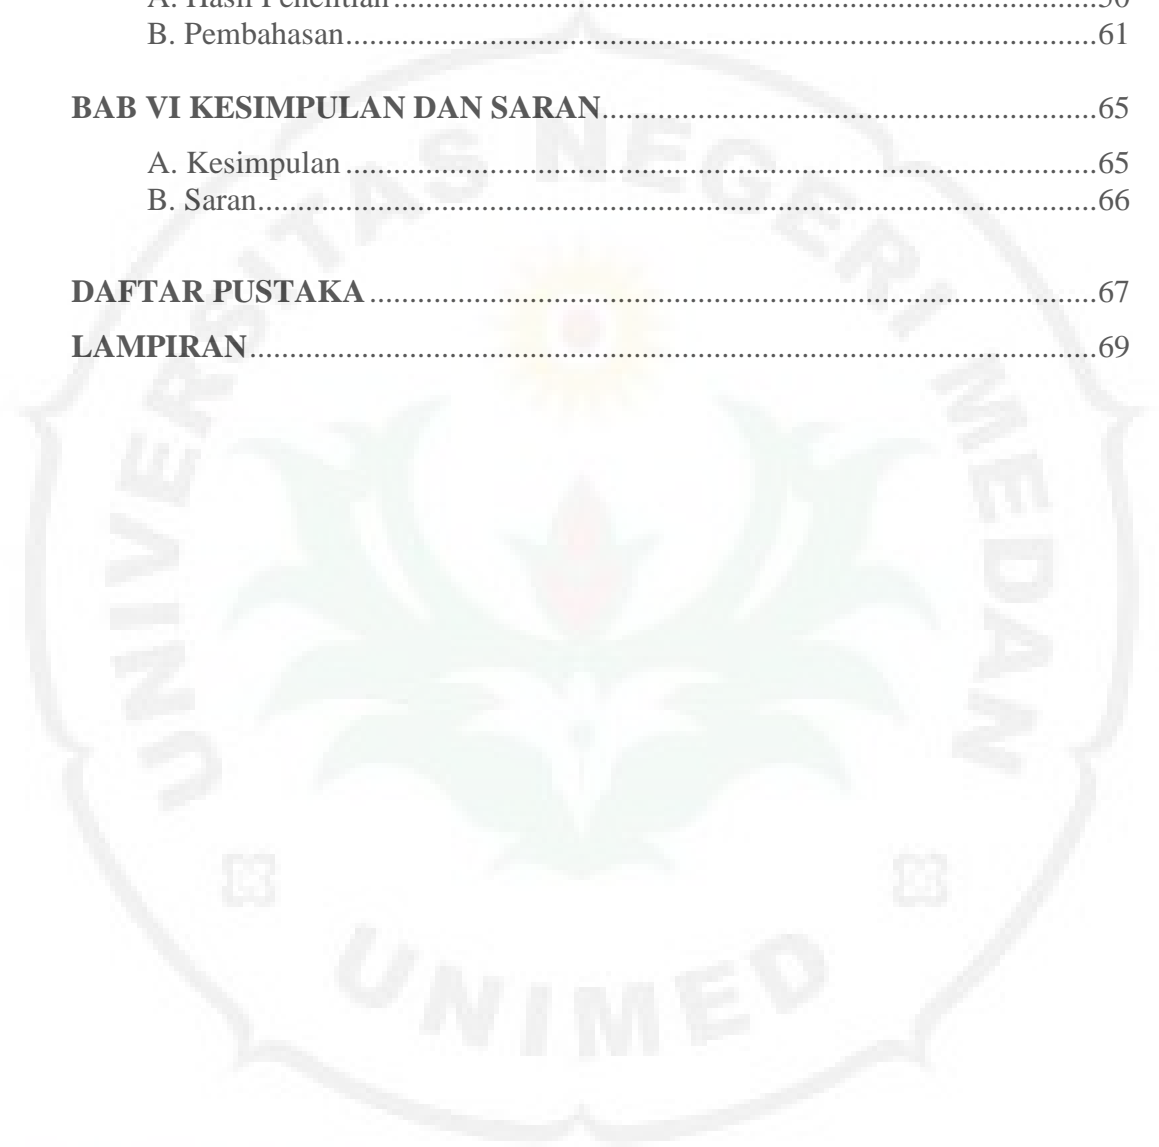 A. Hasil Penelitian
B. Pembahasan....61
BAB VI KESIMPULAN DAN SARAN....65
A. Kesimpulan....65
B. Saran....66
DAFTAR PUSTAKA....67
LAMPIRAN....69
UNIVERSITAS NEGERI MEDAN
UNIMED